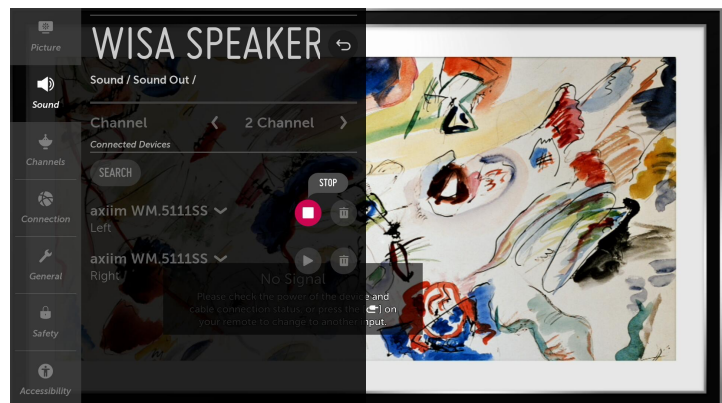 Picture
Sound
Channels
Connection
General
Safety
Accessibility
WISA SPEAKER
Sound / Sound Out /
Channel
2 Channel
Connected Devices
SEARCH
STOP
axiim WM.5111SS
Left
axiim WM.5111SS
Right
No Signal
Please check the power of the device and
cable connection status, or press the [ ] on
your remote to change to another input.